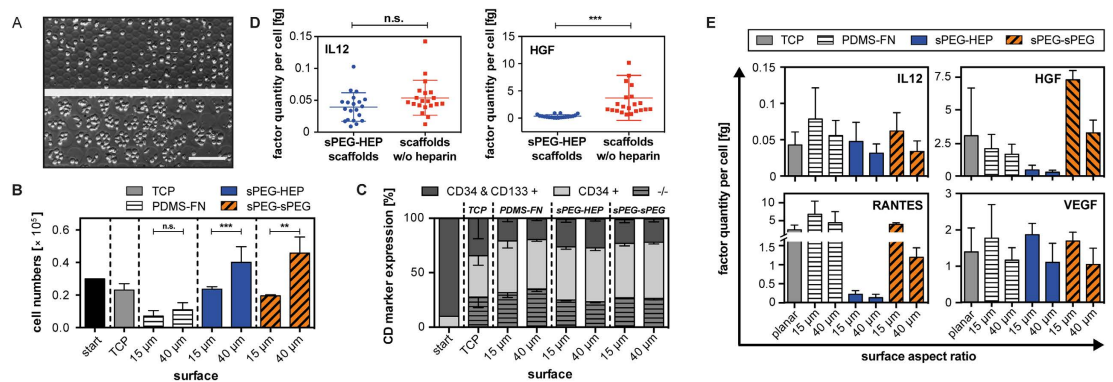 A
B
TCP
sPEG-HEP
PDMS-FN
sPEG-sPEG
cell numbers [× 10⁵]
0.6
0.4
0.2
0.0
n.s.
***
**
start
TCP
15 µm
40 µm
15 µm
40 µm
15 µm
40 µm
surface
D
n.s.
factor quantity per cell [fg]
0.15
0.10
0.05
0.00
IL12
sPEG-HEP
scaffolds
scaffolds
w/o heparin
***
factor quantity per cell [fg]
15
10
5
0
HGF
sPEG-HEP
scaffolds
scaffolds
w/o heparin
C
CD34 & CD133 +
CD34 +
-/-
CD marker expression [%]
100
50
0
TCP
PDMS-FN
sPEG-HEP
sPEG-sPEG
start
TCP
15 µm
40 µm
15 µm
40 µm
15 µm
40 µm
surface
E
TCP
PDMS-FN
sPEG-HEP
sPEG-sPEG
factor quantity per cell [fg]
IL12
0.15
0.10
0.05
0.00
HGF
7.5
5.0
2.5
0.0
RANTES
10
5
1.5
1.0
0.5
0.0
VEGF
3
2
1
0
planar
15 µm
40 µm
15 µm
40 µm
15 µm
40 µm
planar
15 µm
40 µm
15 µm
40 µm
15 µm
40 µm
surface aspect ratio